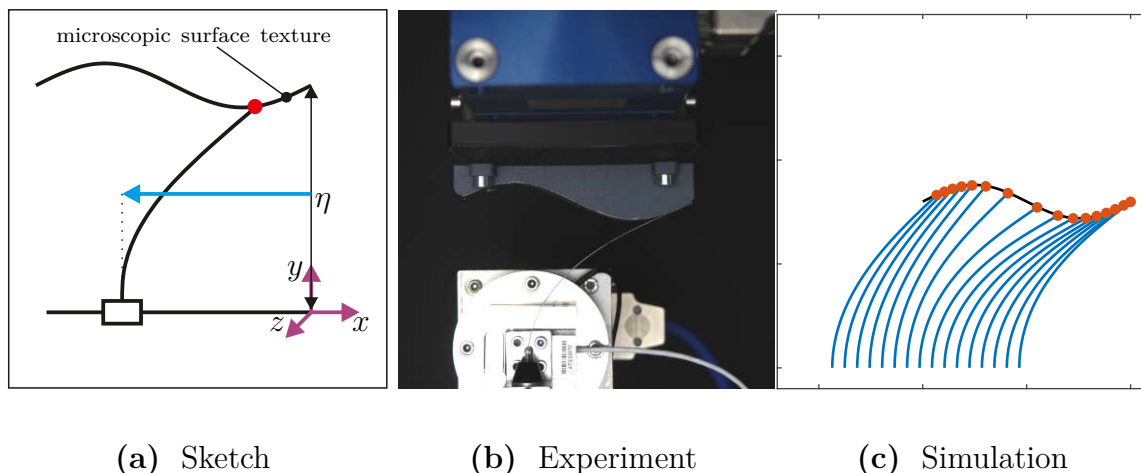 microscopic surface texture
η
y
z
x
(a) Sketch
(b) Experiment
(c) Simulation